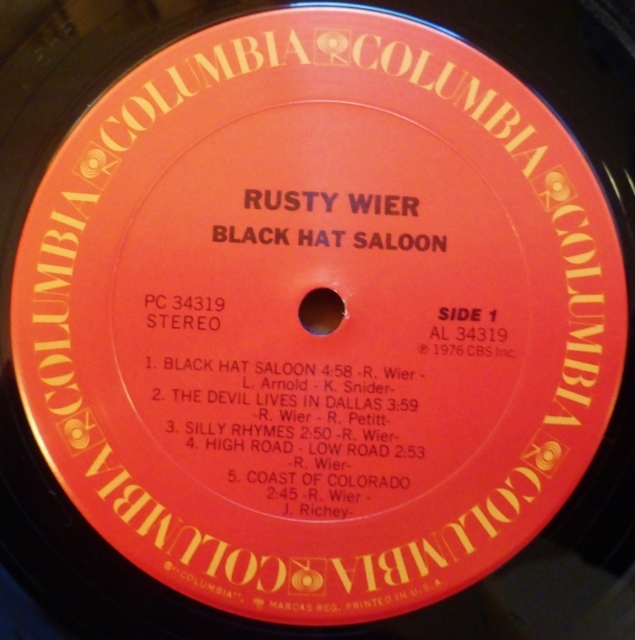 COLUMBIA COLUMBIA COLUMBIA COLUMBIA COLUMBIA COLUMBIA COLUMBIA COLUMBIA
RUSTY WIER
BLACK HAT SALOON
PC 34319
STEREO
SIDE 1
AL 34319
℗ 1976 CBS Inc.
1. BLACK HAT SALOON 4:58 -R. Wier -
L. Arnold - K. Snider-
2. THE DEVIL LIVES IN DALLAS 3:59
-R. Wier - R. Petitt-
3. SILLY RHYMES 2:50 -R. Wier-
4. HIGH ROAD - LOW ROAD 2:53
-R. Wier-
5. COAST OF COLORADO
2:45 -R. Wier -
J. Richey-
®"COLUMBIA", MARCAS REG. PRINTED IN U.S.A.